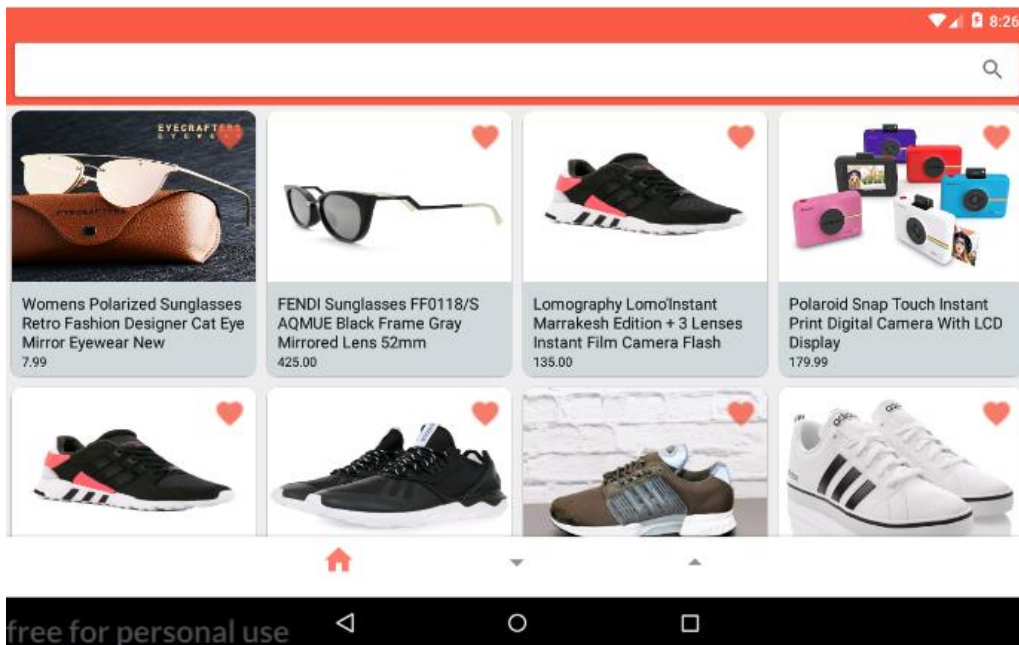 8:26
EYECRAFTERS
EYEWEAR
EYECRAFTERS
Womens Polarized Sunglasses
Retro Fashion Designer Cat Eye
Mirror Eyewear New
7.99
FENDI Sunglasses FF0118/S
AQMUE Black Frame Gray
Mirrored Lens 52mm
425.00
Lomography Lomo'Instant
Marrakesh Edition + 3 Lenses
Instant Film Camera Flash
135.00
Polaroid Snap Touch Instant
Print Digital Camera With LCD
Display
179.99
adidas
free for personal use